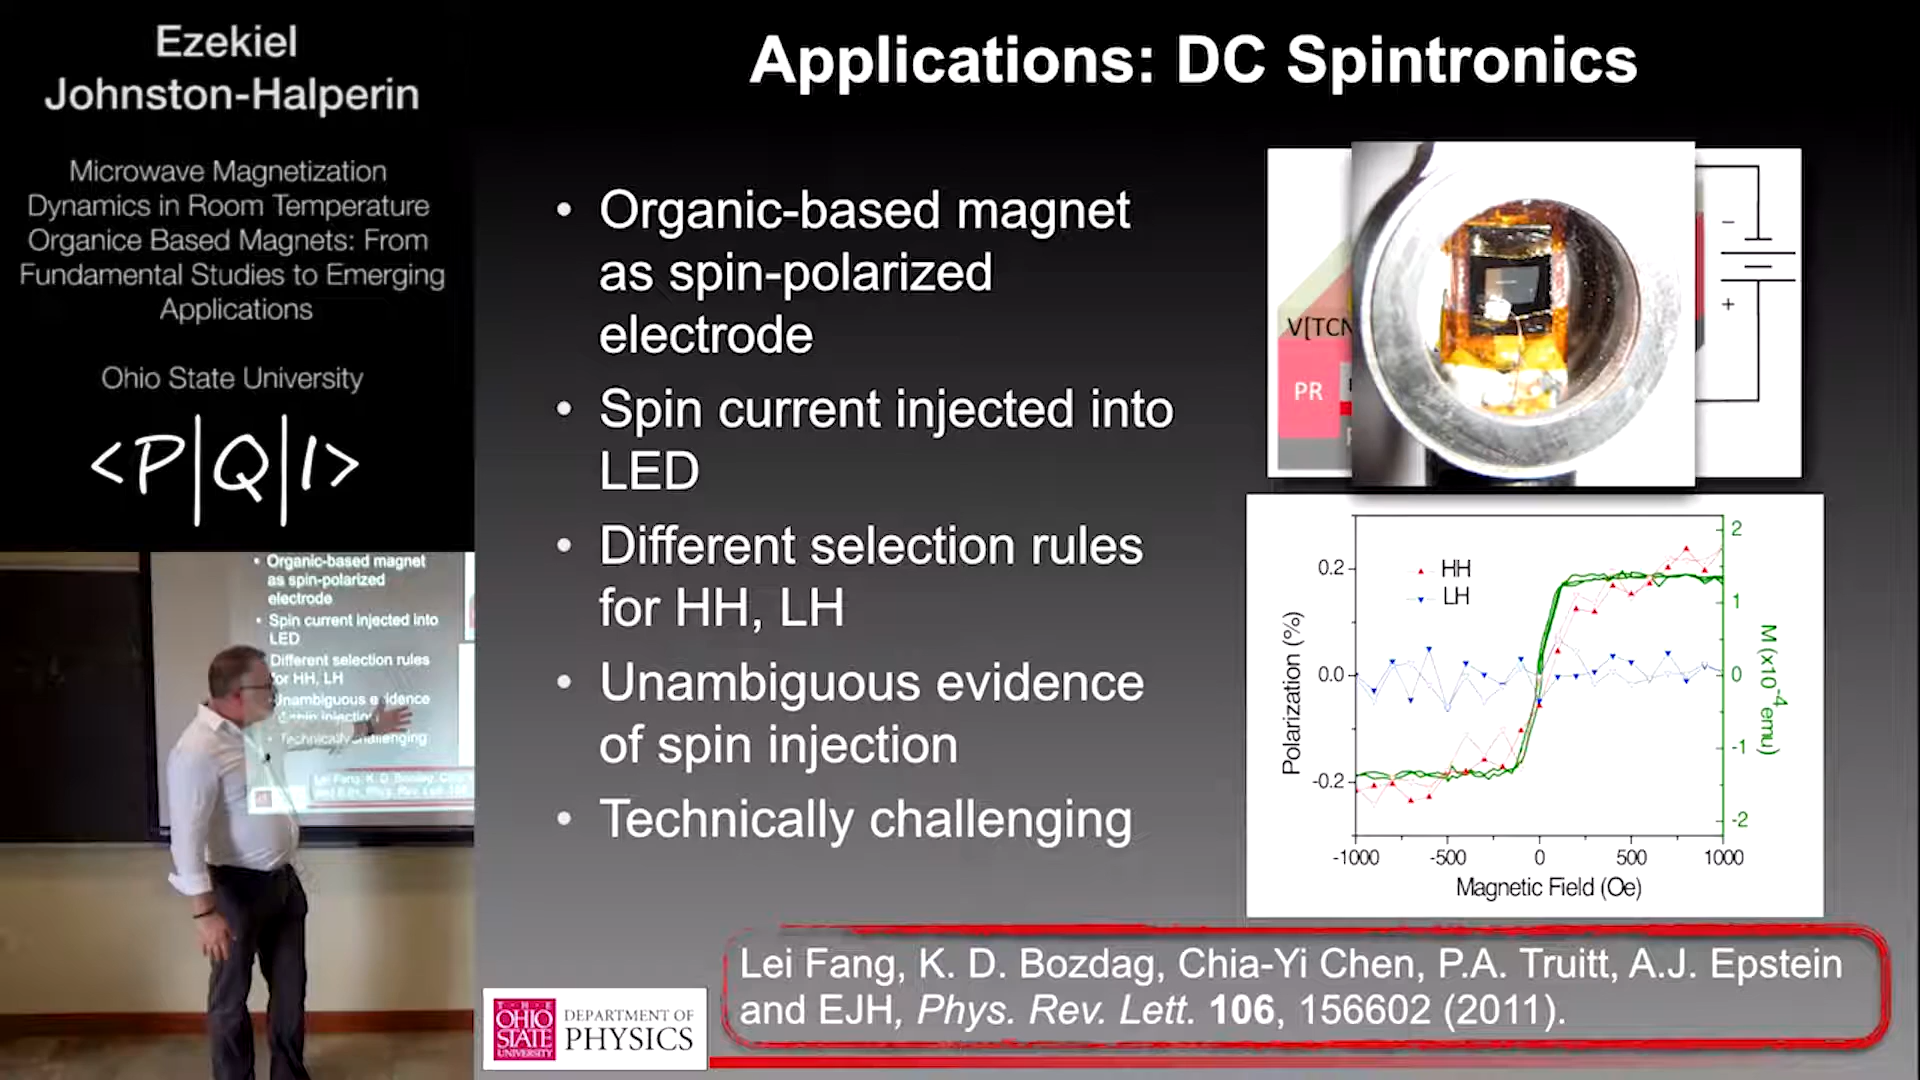 Ezekiel
Johnston-Halperin
Microwave Magnetization
Dynamics in Room Temperature
Organice Based Magnets: From
Fundamental Studies to Emerging
Applications
Ohio State University
<P|Q|I>
Applications: DC Spintronics
• Organic-based magnet
as spin-polarized
electrode
• Spin current injected into
LED
• Different selection rules
for HH, LH
• Unambiguous evidence
of spin injection
• Technically challenging
V[TCN
PR
−
+
HH
LH
0.2
0.0
-0.2
Polarization (%)
2
1
0
-1
-2
M (x10⁻⁴ emu)
-1000 -500 0 500 1000
Magnetic Field (Oe)
Lei Fang, K. D. Bozdag, Chia-Yi Chen, P.A. Truitt, A.J. Epstein
and EJH, Phys. Rev. Lett. 106, 156602 (2011).
THE
OHIO
STATE
UNIVERSITY
DEPARTMENT OF
PHYSICS
• Organic-based magnet
as spin-polarized
electrode
• Spin current injected into
LED
Different selection rules
for HH, LH
Unambiguous evidence
of spin injection
• Technically challenging